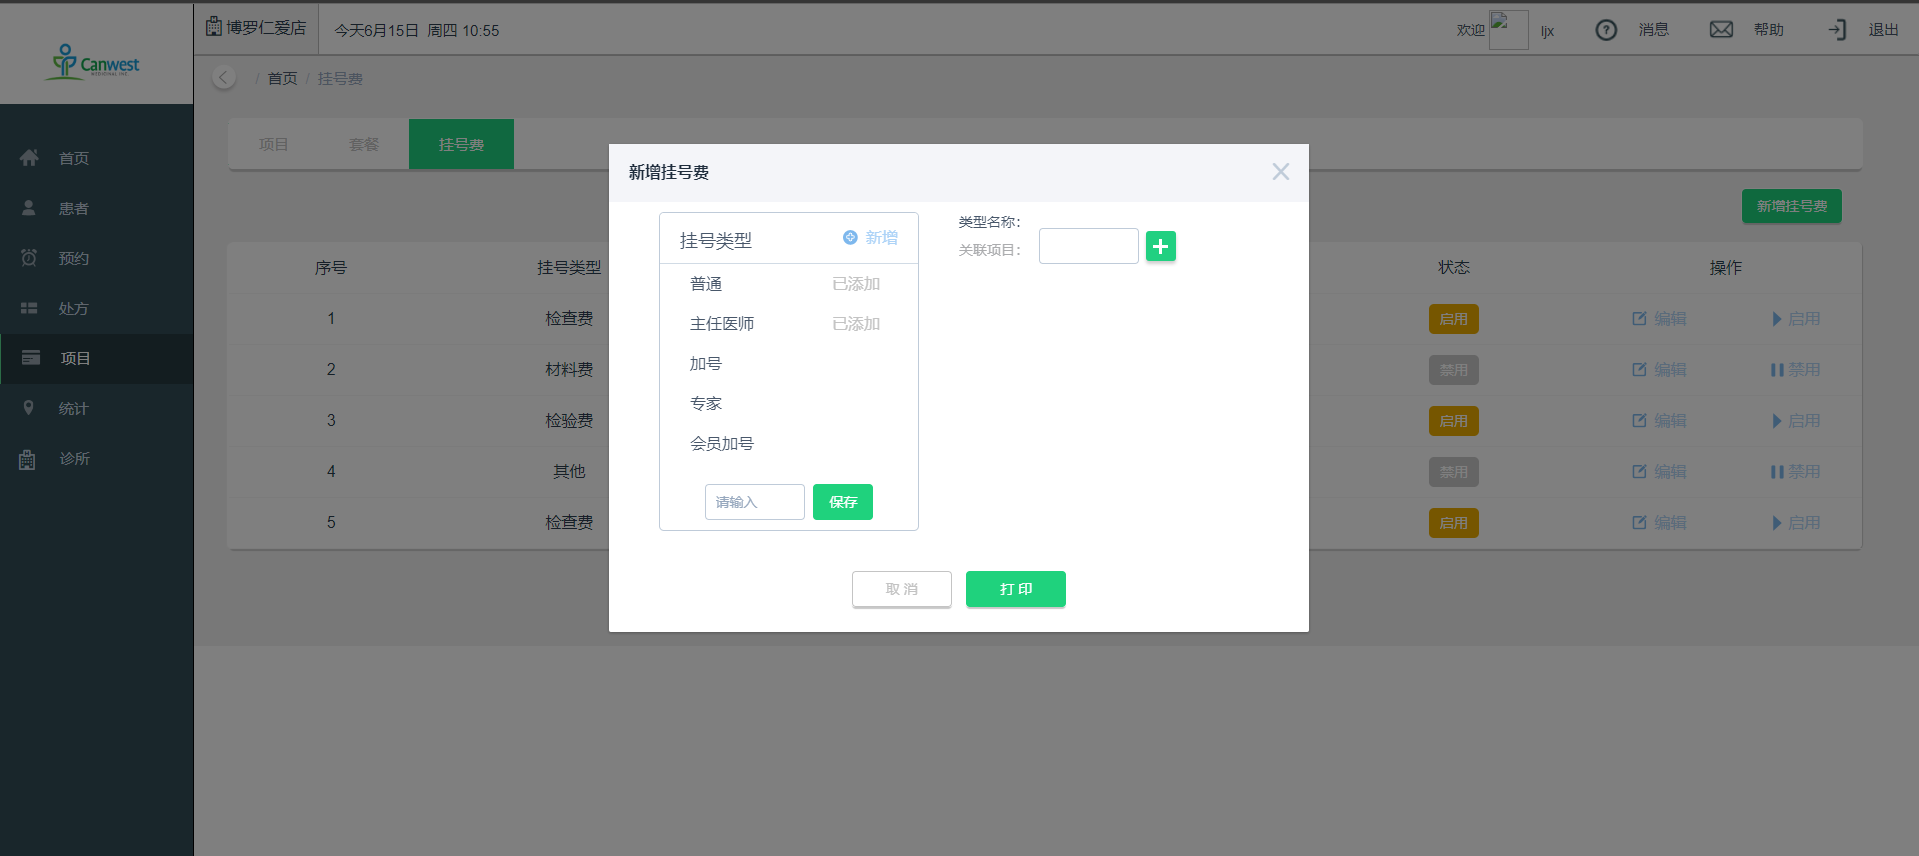 博罗仁爱店 今天6月15日 周四 10:55 欢迎 ljx 消息 帮助 退出
Canwest
MEDICINAL INC
/ 首页 / 挂号费
项目 套餐 挂号费
新增挂号费
首页
患者
预约
处方
项目
统计
诊所
序号 挂号类型 状态 操作
1 检查费 启用 编辑 启用
2 材料费 禁用 编辑 禁用
3 检验费 启用 编辑 启用
4 其他 禁用 编辑 禁用
5 检查费 启用 编辑 启用
新增挂号费
挂号类型 新增
普通 已添加
主任医师 已添加
加号
专家
会员加号
请输入 保存
类型名称：
关联项目：
取 消 打 印